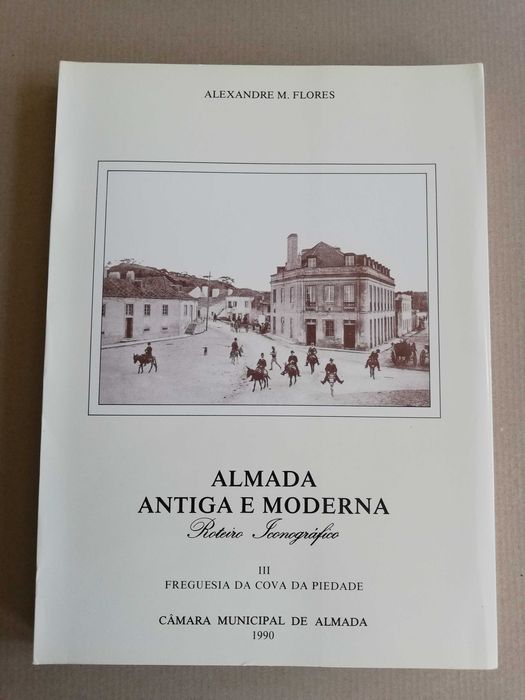 ALEXANDRE M. FLORES
ALMADA
ANTIGA E MODERNA
Roteiro Iconográfico
III
FREGUESIA DA COVA DA PIEDADE
CÂMARA MUNICIPAL DE ALMADA
1990